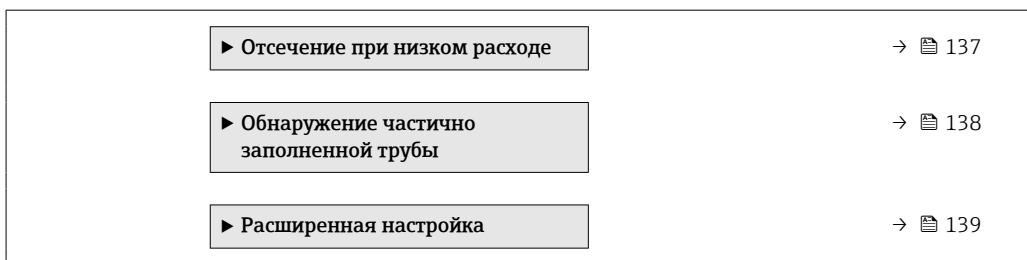 ▶ Отсечение при низком расходе → 🖺 137
▶ Обнаружение частично → 🖺 138
заполненной трубы
▶ Расширенная настройка → 🖺 139